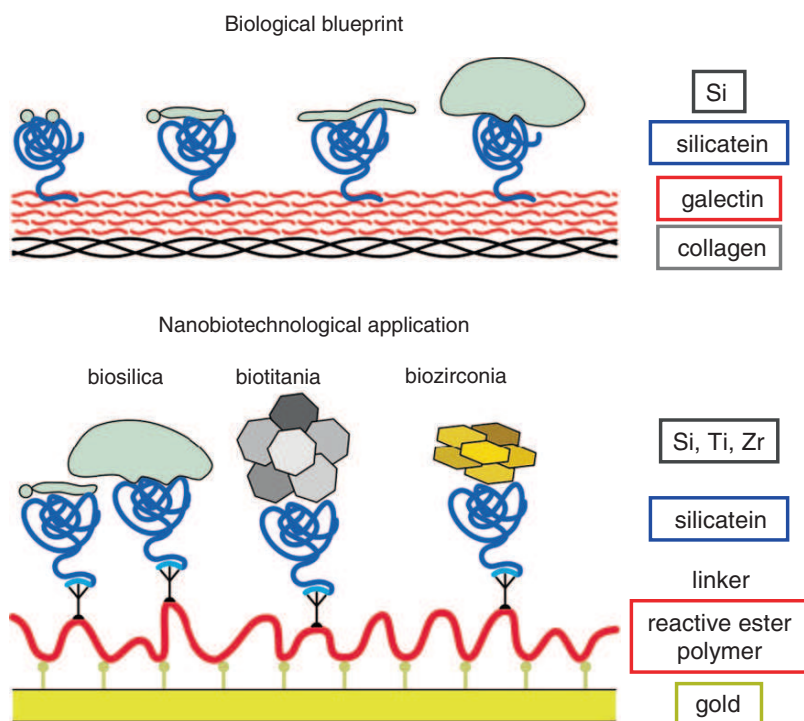 Biological blueprint
Si
silicatein
galectin
collagen
Nanobiotechnological application
biosilica
biotitania
biozirconia
Si, Ti, Zr
silicatein
linker
reactive ester
polymer
gold